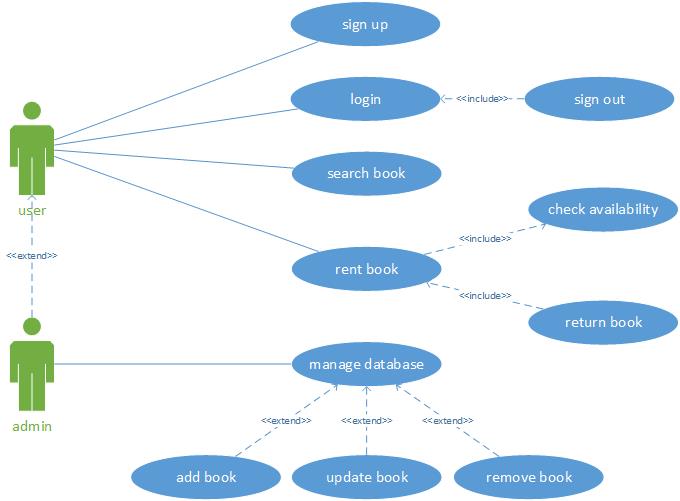 sign up
login
<<include>>
sign out
search book
user
check availability
<<include>>
<<extend>>
rent book
<<include>>
return book
manage database
admin
<<extend>>
<<extend>>
<<extend>>
add book
update book
remove book